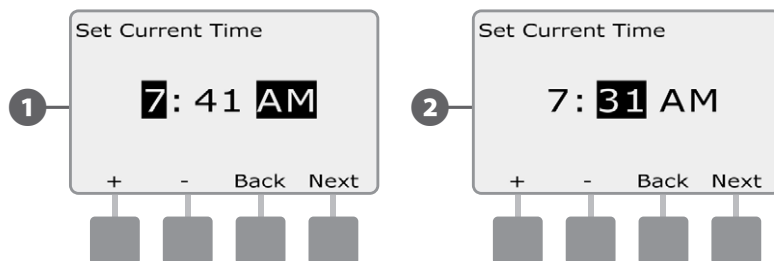 Set Current Time
1
7: 41 AM
+ - Back Next
Set Current Time
2
7: 31 AM
+ - Back Next